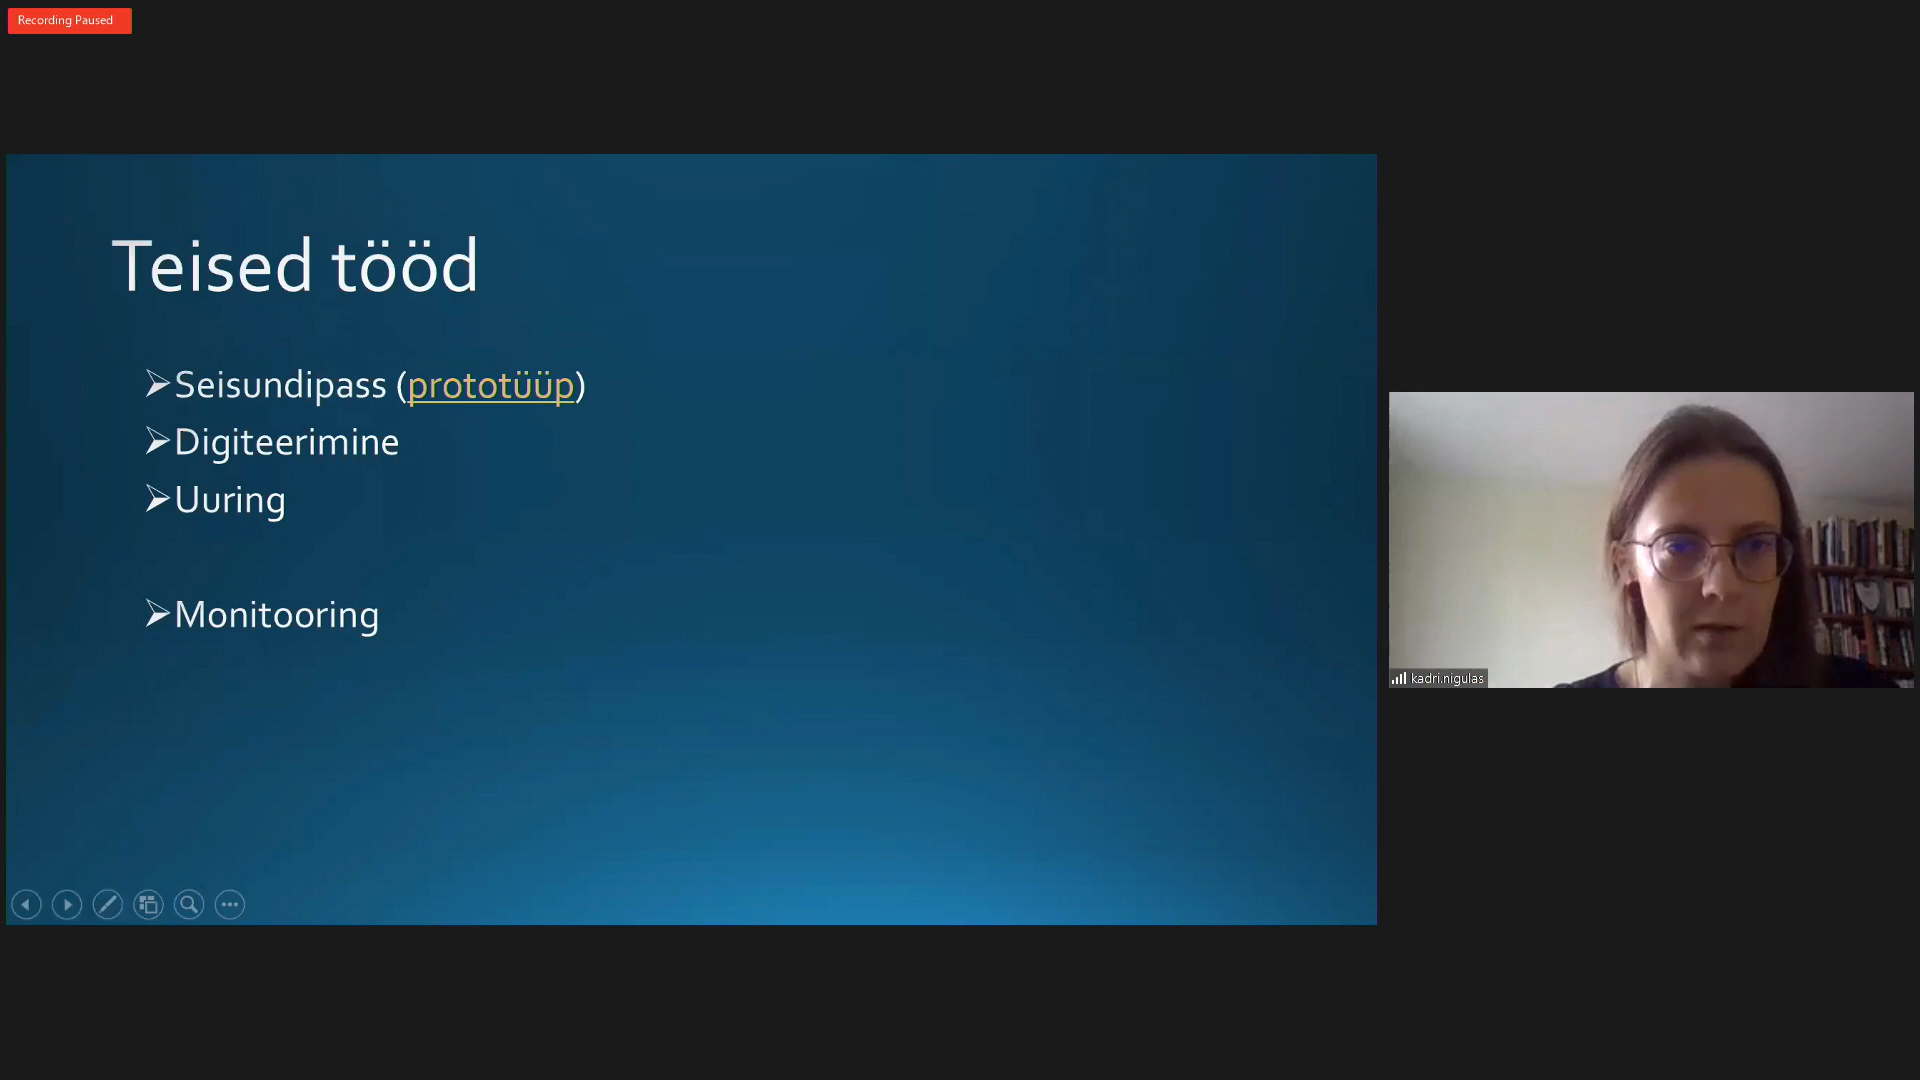 Recording Paused
Teised tööd
➢Seisundipass (prototüüp)
➢Digiteerimine
➢Uuring
➢Monitooring
kadri.nigulas